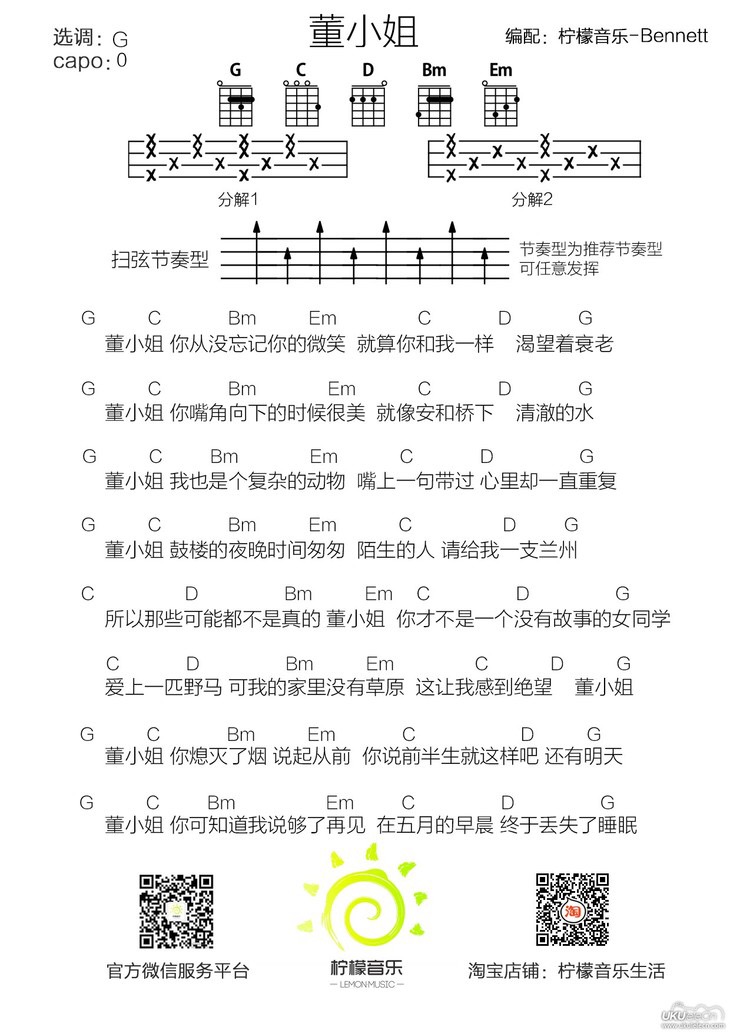 董小姐
选调：G
capo：0
编配：柠檬音乐-Bennett
G C D Bm Em
分解1
分解2
扫弦节奏型
节奏型为推荐节奏型
可任意发挥
G C Bm Em C D G
董小姐 你从没忘记你的微笑 就算你和我一样 渴望着衰老
G C Bm Em C D G
董小姐 你嘴角向下的时候很美 就像安和桥下 清澈的水
G C Bm Em C D G
董小姐 我也是个复杂的动物 嘴上一句带过 心里却一直重复
G C Bm Em C D G
董小姐 鼓楼的夜晚时间匆匆 陌生的人 请给我一支兰州
C D Bm Em C D G
所以那些可能都不是真的 董小姐 你才不是一个没有故事的女同学
C D Bm Em C D G
爱上一匹野马 可我的家里没有草原 这让我感到绝望 董小姐
G C Bm Em C D G
董小姐 你熄灭了烟 说起从前 你说前半生就这样吧 还有明天
G C Bm Em C D G
董小姐 你可知道我说够了再见 在五月的早晨 终于丢失了睡眠
淘
官方微信服务平台
柠檬音乐
— LEMON MUSIC —
淘宝店铺：柠檬音乐生活
UKUlelecn
www.ukulelecn.com